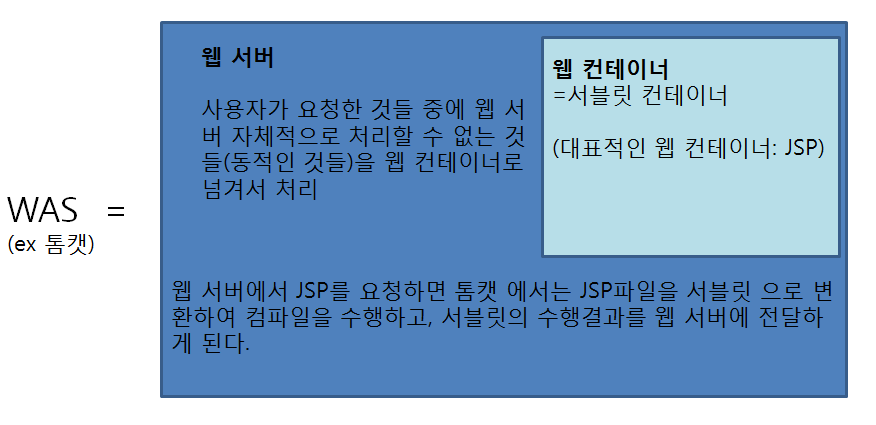 웹 서버
사용자가 요청한 것들 중에 웹 서
버 자체적으로 처리할 수 없는 것
들(동적인 것들)을 웹 컨테이너로
넘겨서 처리
웹 컨테이너
=서블릿 컨테이너
(대표적인 웹 컨테이너: JSP)
WAS =
(ex 톰캣)
웹 서버에서 JSP를 요청하면 톰캣 에서는 JSP파일을 서블릿 으로 변
환하여 컴파일을 수행하고, 서블릿의 수행결과를 웹 서버에 전달하
게 된다.